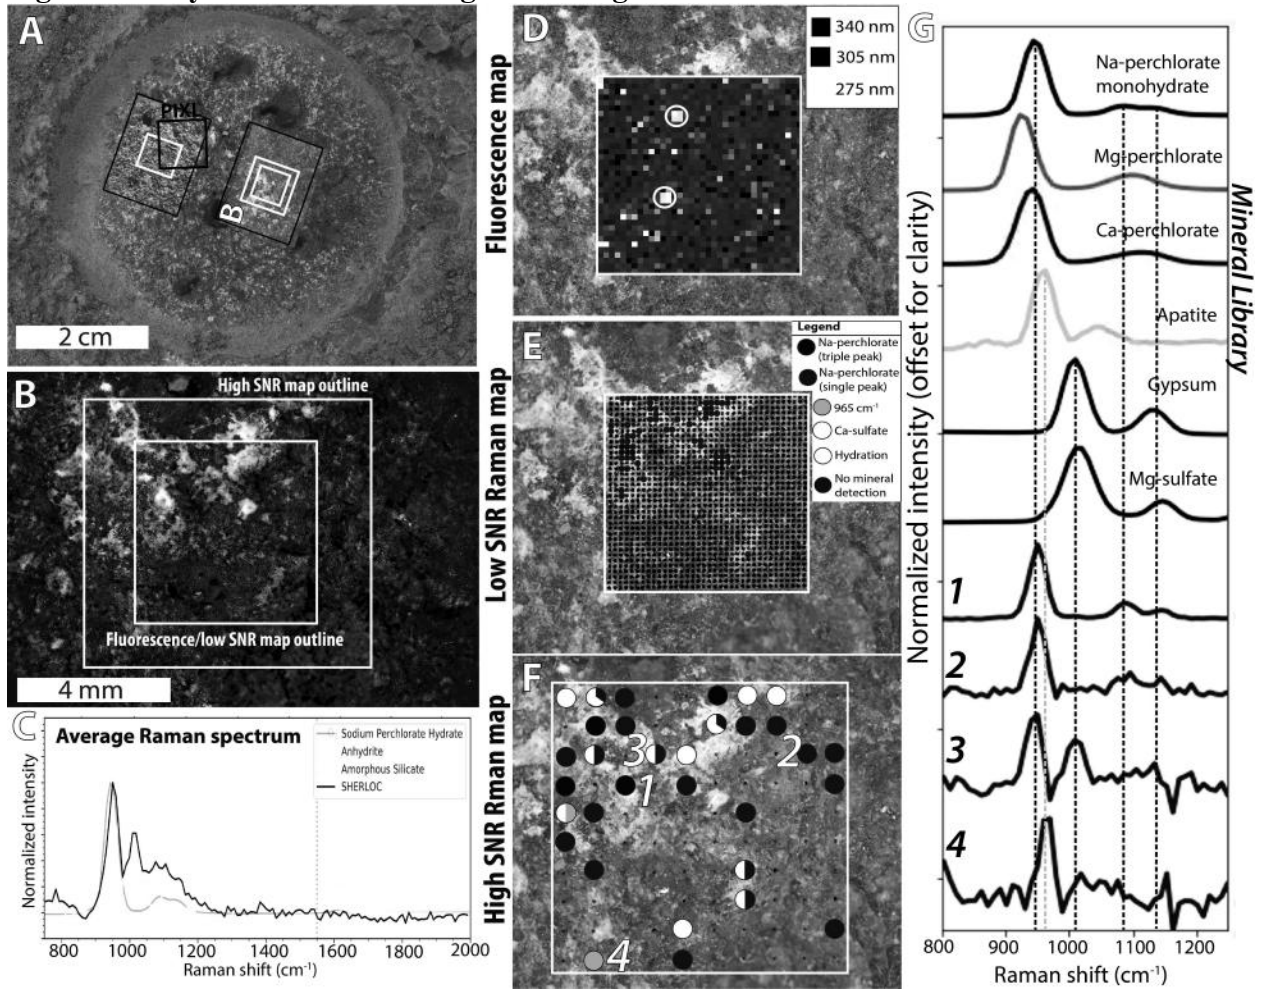 A
PIXL
B
2 cm
B
High SNR map outline
Fluorescence/low SNR map outline
4 mm
C
Average Raman spectrum
Sodium Perchlorate Hydrate
Anhydrite
Amorphous Silicate
SHERLOC
Normalized intensity
800
1000
1200
1400
1600
1800
2000
Raman shift (cm⁻¹)
Fluorescence map
D
340 nm
305 nm
275 nm
Low SNR Raman map
E
Legend
Na-perchlorate
(triple peak)
Na-perchlorate
(single peak)
965 cm⁻¹
Ca-sulfate
Hydration
No mineral
detection
High SNR Rman map
F
3
2
1
4
G
Normalized intensity (offset for clarity)
Mineral Library
Na-perchlorate
monohydrate
Mg-perchlorate
Ca-perchlorate
Apatite
Gypsum
Mg-sulfate
1
2
3
4
800
900
1000
1100
1200
Raman shift (cm⁻¹)